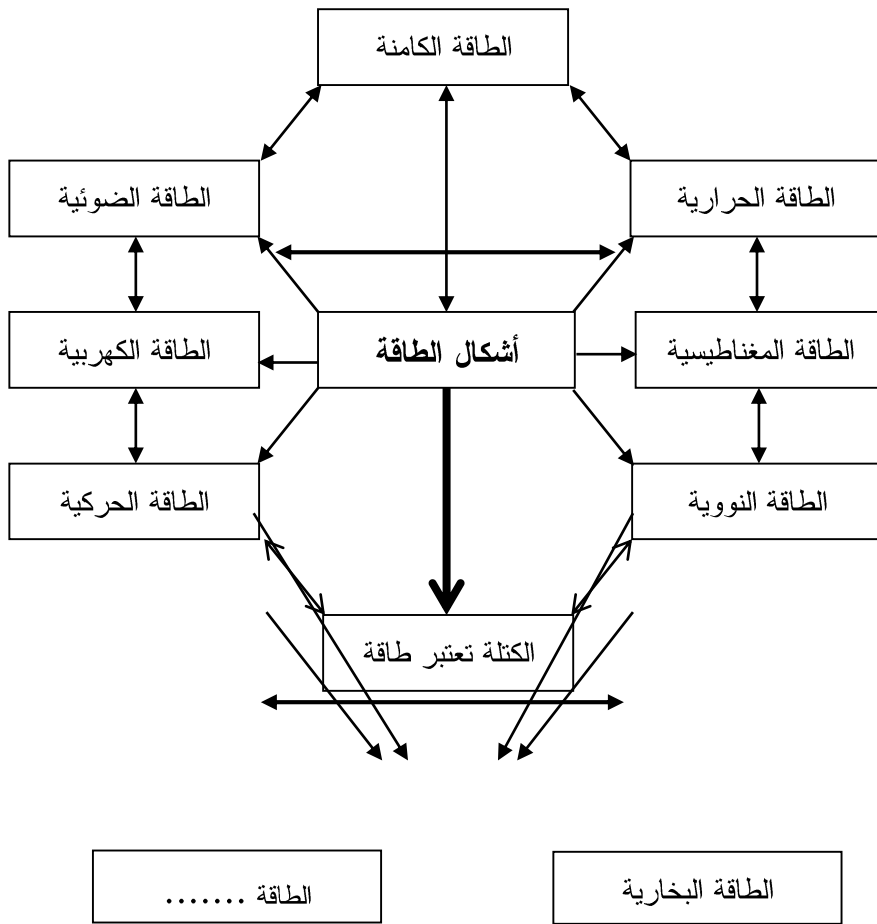 الطاقة الكامنة
الطاقة الحرارية
الطاقة الضوئية
الطاقة المغناطيسية
أشكال الطاقة
الطاقة الكهربية
الطاقة النووية
الطاقة الحركية
الكتلة تعتبر طاقة
الطاقة البخارية
الطاقة .......